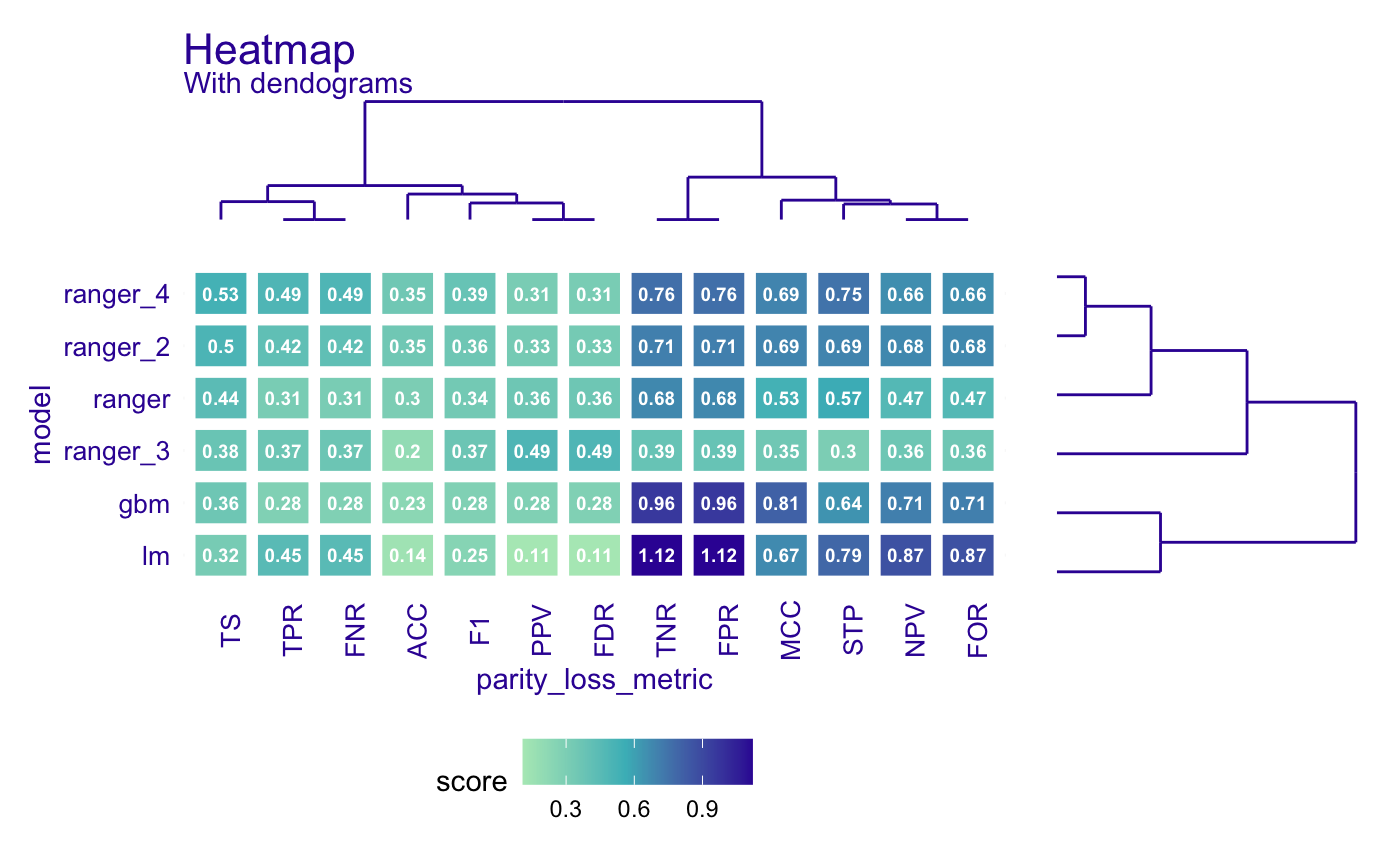 Heatmap
With dendograms
ranger_4 0.53 0.49 0.49 0.35 0.39 0.31 0.31 0.76 0.76 0.69 0.75 0.66 0.66
ranger_2 0.5 0.42 0.42 0.35 0.36 0.33 0.33 0.71 0.71 0.69 0.69 0.68 0.68
ranger 0.44 0.31 0.31 0.3 0.34 0.36 0.36 0.68 0.68 0.53 0.57 0.47 0.47
ranger_3 0.38 0.37 0.37 0.2 0.37 0.49 0.49 0.39 0.39 0.35 0.3 0.36 0.36
gbm 0.36 0.28 0.28 0.23 0.28 0.28 0.28 0.96 0.96 0.81 0.64 0.71 0.71
lm 0.32 0.45 0.45 0.14 0.25 0.11 0.11 1.12 1.12 0.67 0.79 0.87 0.87
model
TS TPR FNR ACC F1 PPV FDR TNR FPR MCC STP NPV FOR
parity_loss_metric
score
0.3 0.6 0.9